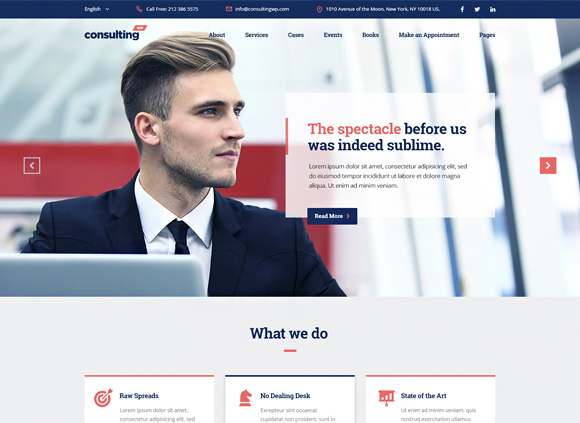 English
Call Free: 212 386 5575
info@consultingwp.com
1010 Avenue of the Moon, New York, NY 10018 US.
consulting WP
About Services Cases Events Books Make an Appointment Pages
The spectacle before us
was indeed sublime.
Lorem ipsum dolor sit amet, consectetur adipisicing elit, sed
do eiusmod tempor incididunt ut labore et dolore magna
aliqua. Ut enim ad minim veniam.
Read More
What we do
Raw Spreads
Lorem ipsum dolor sit amet,
consectetur adipisicing elit, sed
No Dealing Desk
Excepteur sint occaecat
cupidatat non proident, sunt in
State of the Art
Ut enim ad minim veniam, quis
nostrud exercitation ullamco